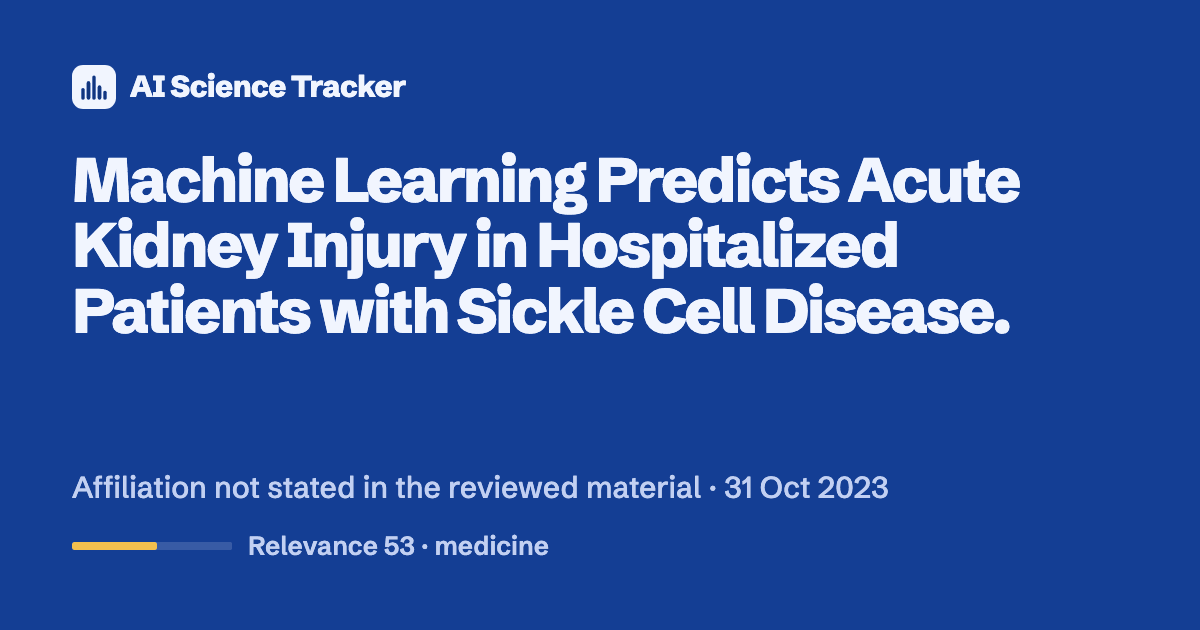 AI Science Tracker
Machine Learning Predicts Acute
Kidney Injury in Hospitalized
Patients with Sickle Cell Disease.
Affiliation not stated in the reviewed material · 31 Oct 2023
Relevance 53 · medicine